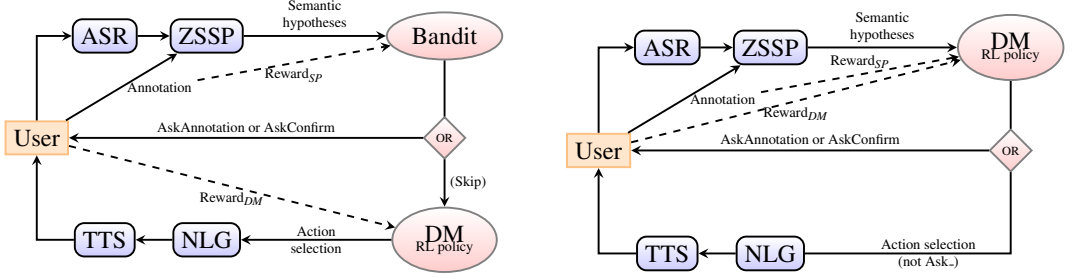 Semantic
hypotheses
ASR
ZSSP
Bandit
Reward_SP
Annotation
User
AskAnnotation or AskConfirm
OR
(Skip)
Reward_DM
TTS
NLG
Action
selection
DM
RL policy
Semantic
hypotheses
ASR
ZSSP
DM
RL policy
Reward_SP
Annotation
Reward_DM
User
AskAnnotation or AskConfirm
OR
TTS
NLG
Action selection
(not Ask_)